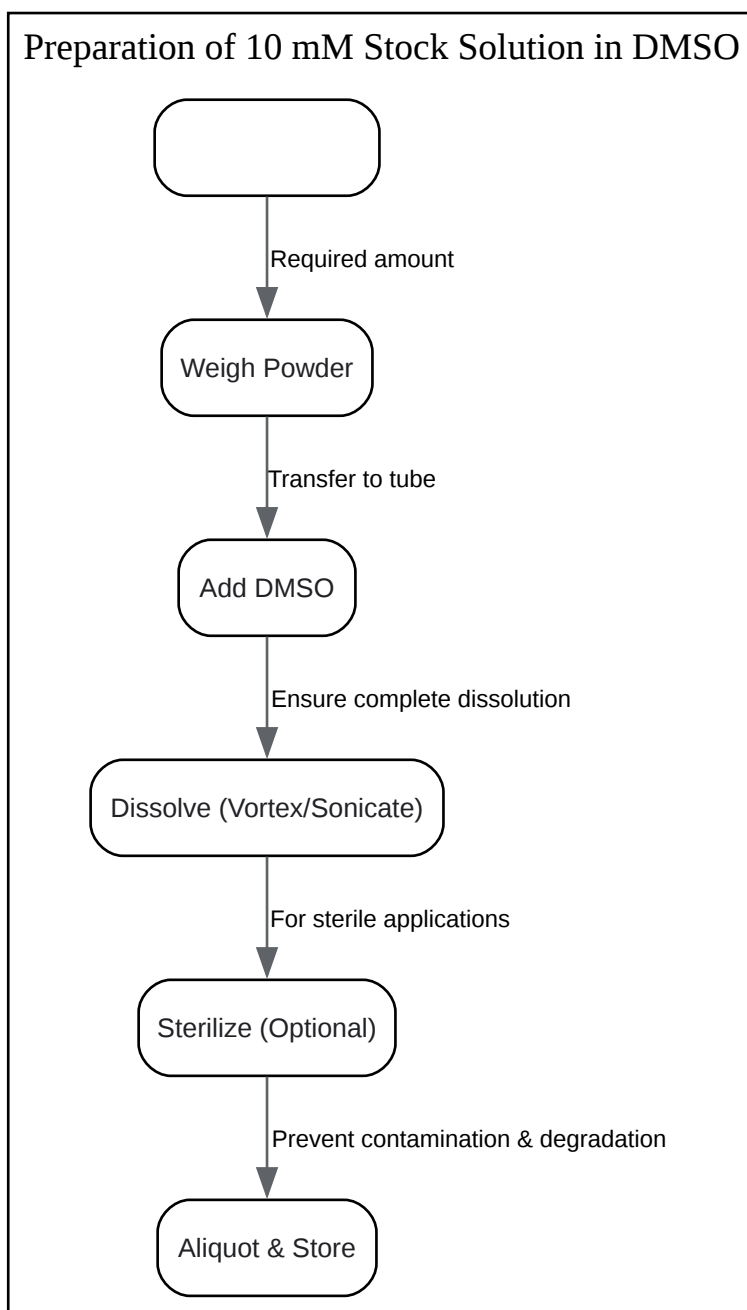 Preparation of 10 mM Stock Solution in DMSO
Required amount
Weigh Powder
Transfer to tube
Add DMSO
Ensure complete dissolution
Dissolve (Vortex/Sonicate)
For sterile applications
Sterilize (Optional)
Prevent contamination & degradation
Aliquot & Store